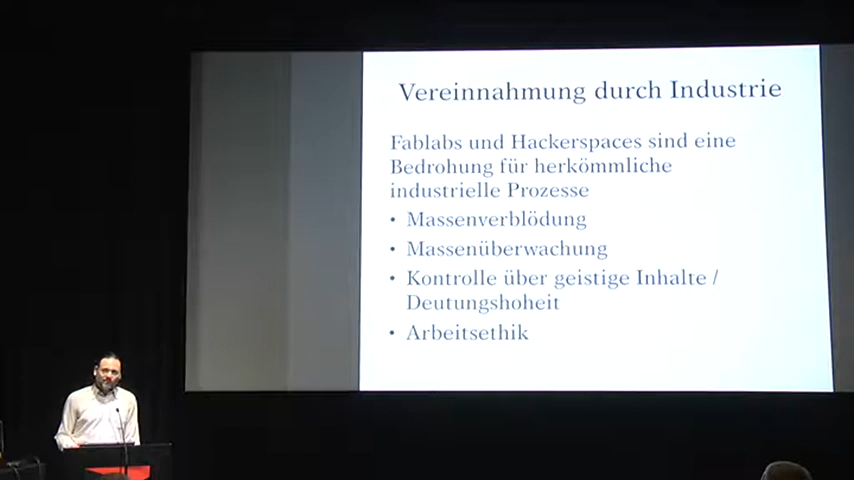 Vereinnahmung durch Industrie
Fablabs und Hackerspaces sind eine
Bedrohung für herkömmliche
industrielle Prozesse
• Massenverblödung
• Massenüberwachung
• Kontrolle über geistige Inhalte /
Deutungshoheit
• Arbeitsethik